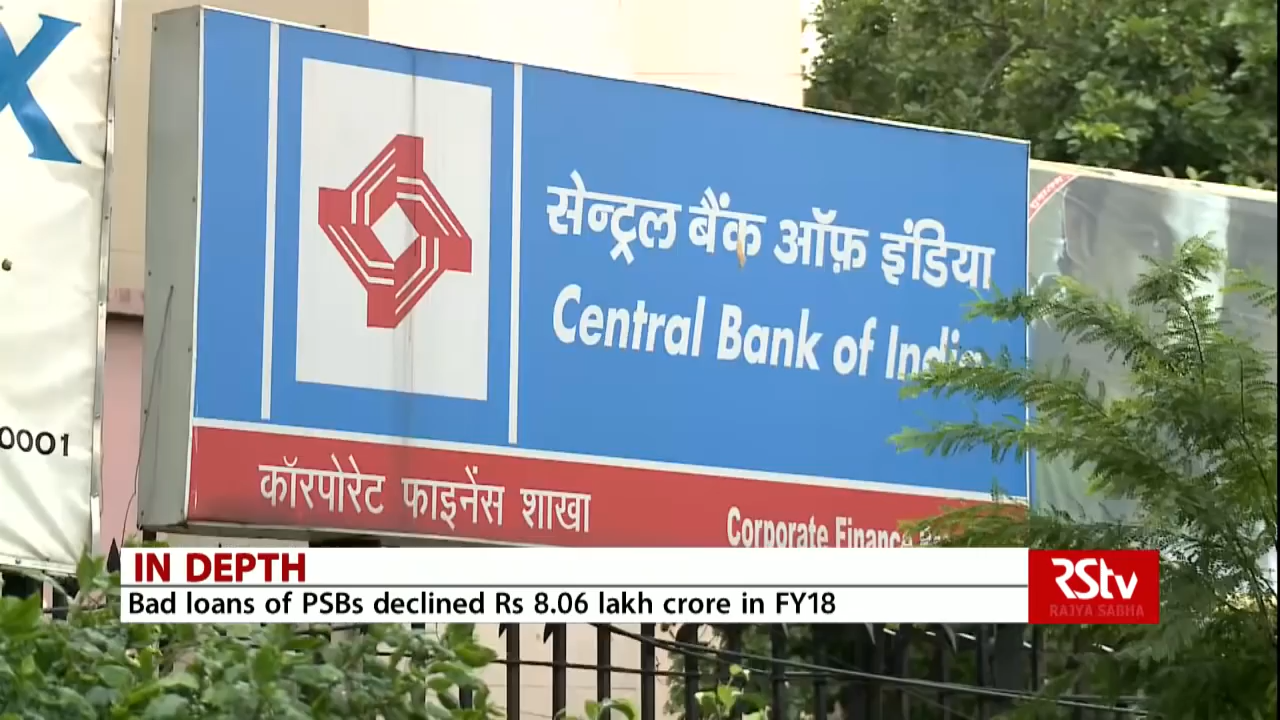 X
0001
सेन्ट्रल बैंक ऑफ़ इंडिया
Central Bank of India
कॉरपोरेट फाइनेंस शाखा
Corporate Finance
IN DEPTH
Bad loans of PSBs declined Rs 8.06 lakh crore in FY18
RStv
RAJYA SABHA